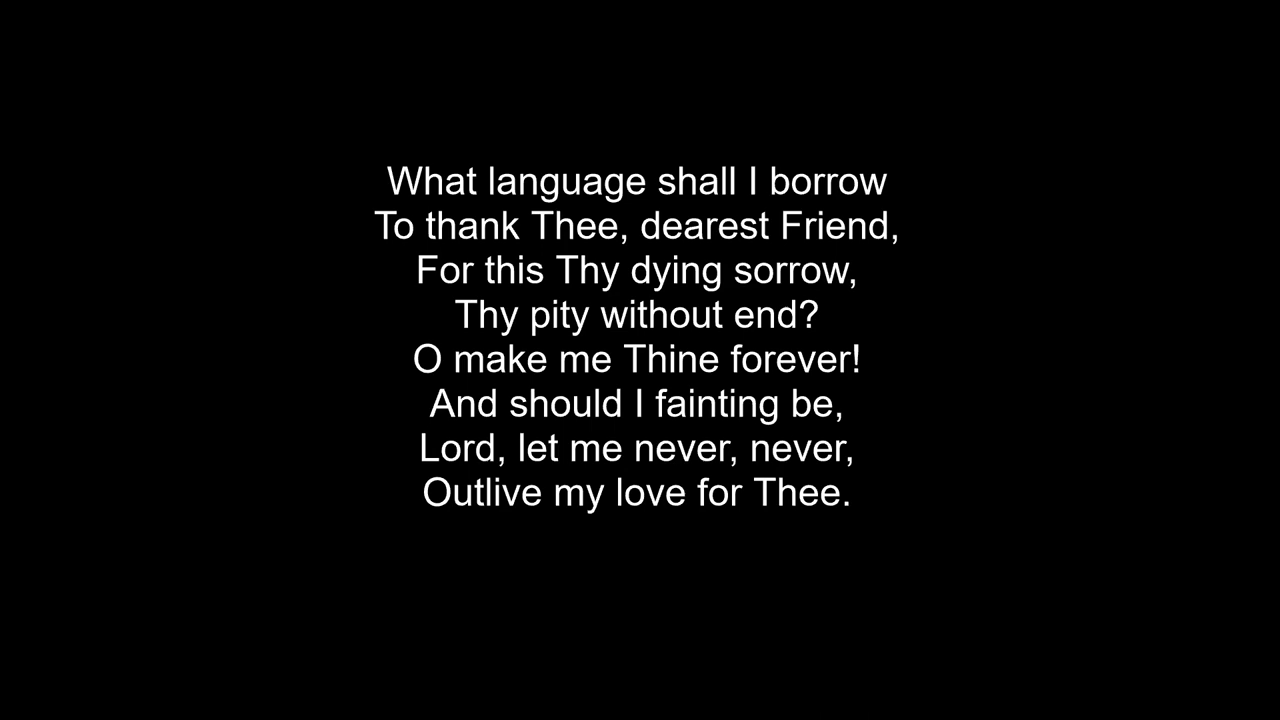 What language shall I borrow
To thank Thee, dearest Friend,
For this Thy dying sorrow,
Thy pity without end?
O make me Thine forever!
And should I fainting be,
Lord, let me never, never,
Outlive my love for Thee.